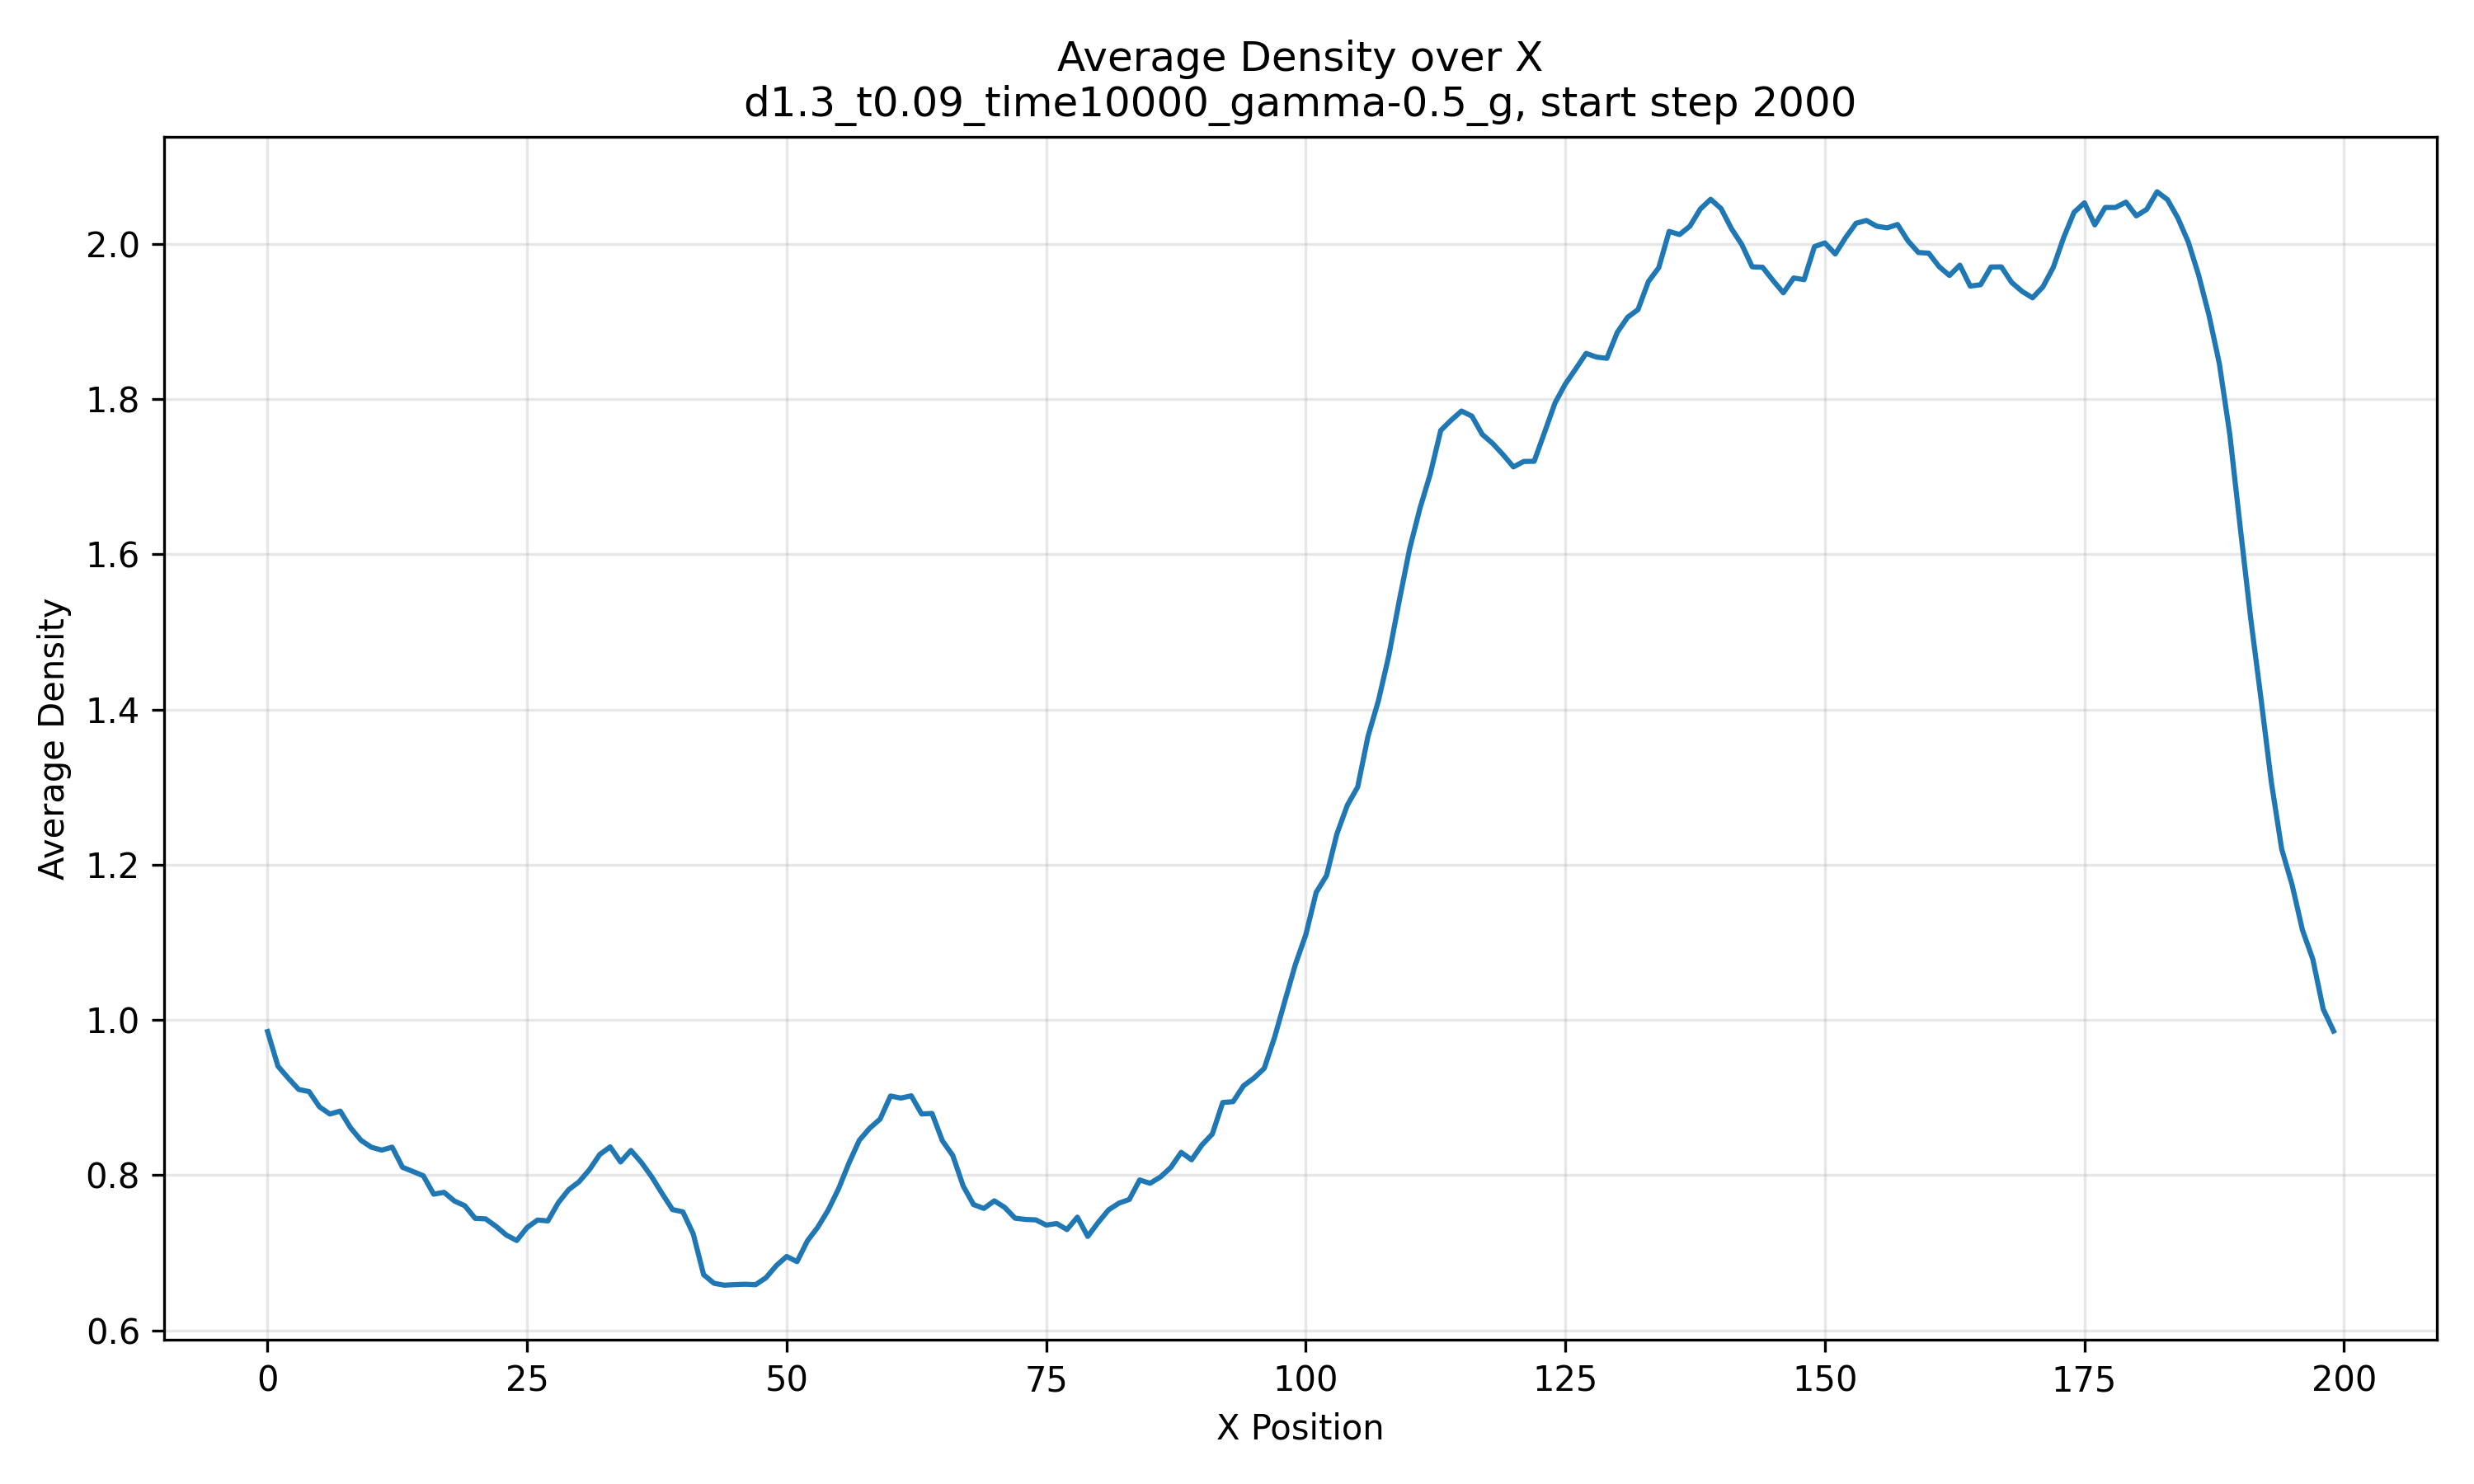 Average Density over X
d1.3_t0.09_time10000_gamma-0.5_g, start step 2000
Average Density
2.0
1.8
1.6
1.4
1.2
1.0
0.8
0.6
0 25 50 75 100 125 150 175 200
X Position